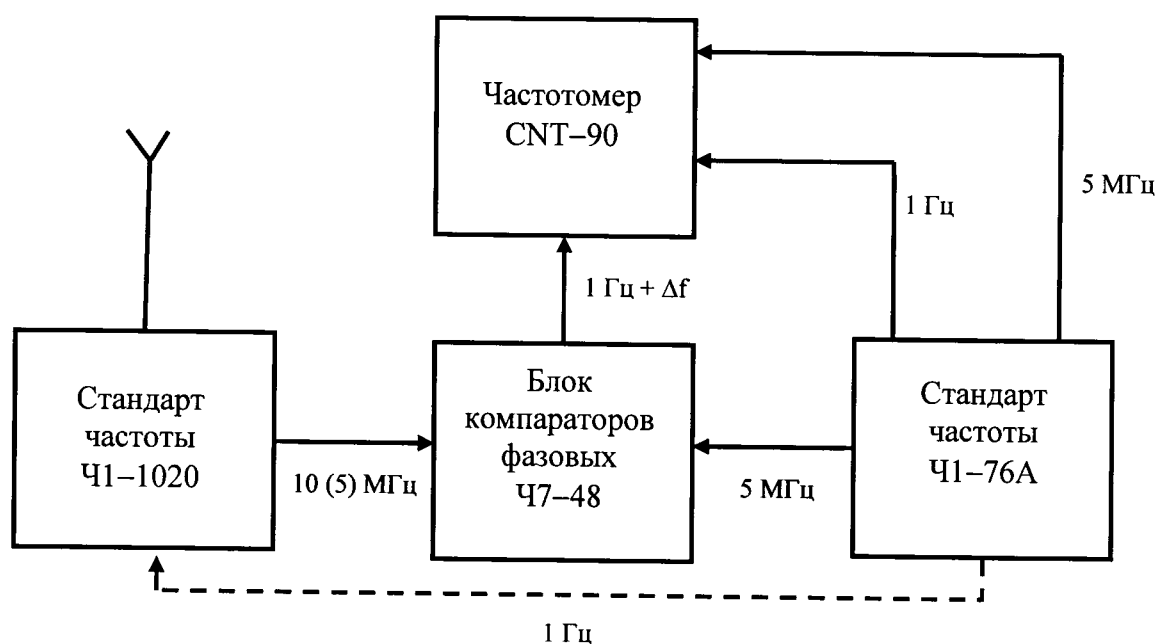 Частотомер
CNT–90
5 МГц
1 Гц
1 Гц + Δf
Стандарт
частоты
Ч1–1020
10 (5) МГц
Блок
компараторов
фазовых
Ч7–48
5 МГц
Стандарт
частоты
Ч1–76А
1 Гц